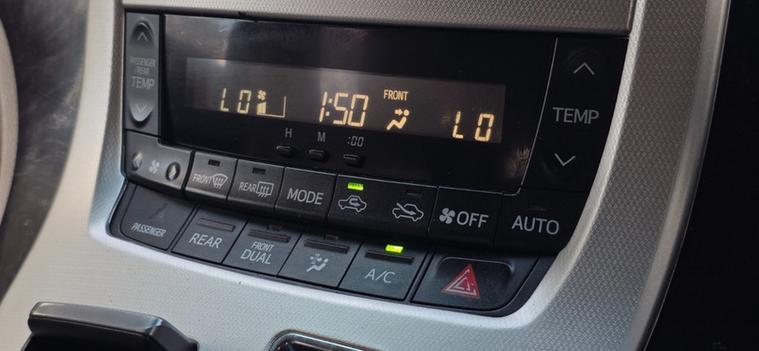 PASSENGER
/REAR
TEMP
LO
1:50
FRONT
LO
TEMP
H M :00
FRONT
REAR
MODE
OFF
AUTO
PASSENGER
REAR
FRONT
DUAL
A/C